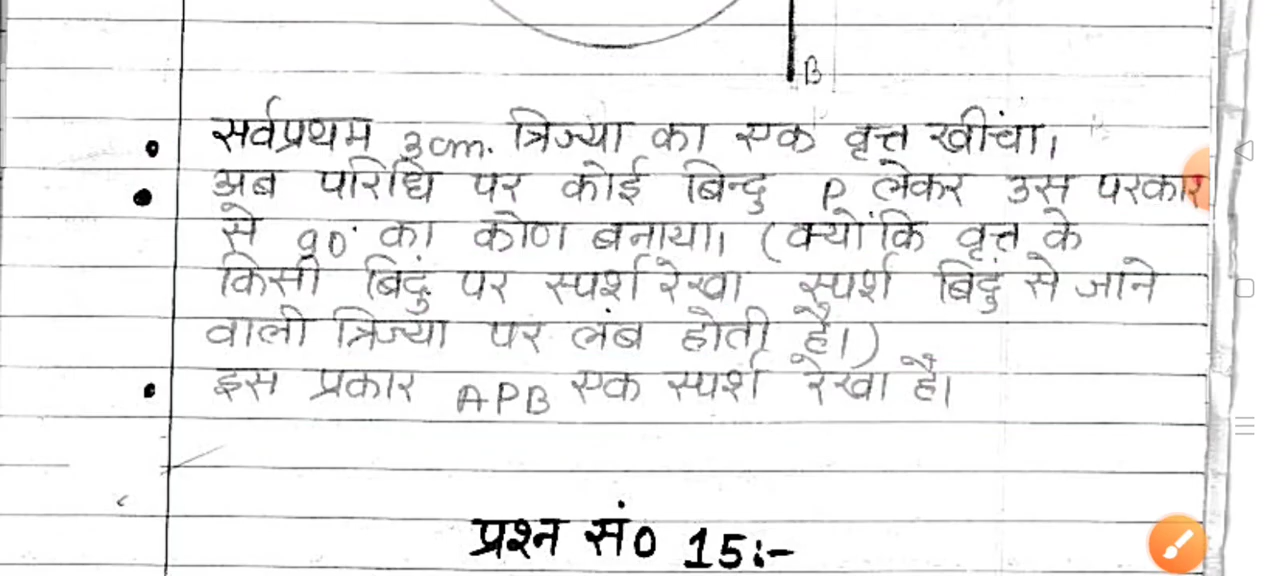 B
सर्वप्रथम 3cm. त्रिज्या का एक वृत्त खींचा।
अब परिधि पर कोई बिन्दु P लेकर उस परकार
से 90° का कोण बनाया। (क्योंकि वृत्त के
किसी बिंदु पर स्पर्श रेखा स्पर्श बिंदु से जाने
वाली त्रिज्या पर लंब होती है।)
इस प्रकार APB एक स्पर्श रेखा है।
प्रश्न सं० 15:-